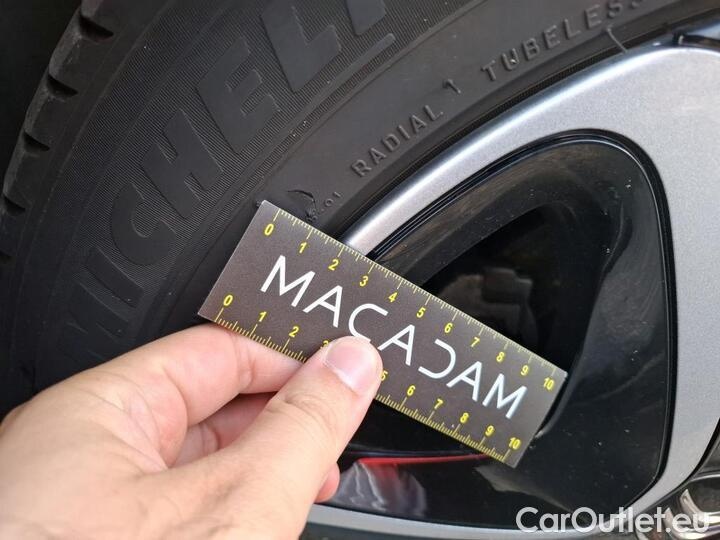 MICHELI
RADIAL 1 TUBELESS
0 1 2 3 4 5 6 7 8 9 10
MACADAM
0 1 2 3 5 6 7 8 9 10
CarOutlet.eu